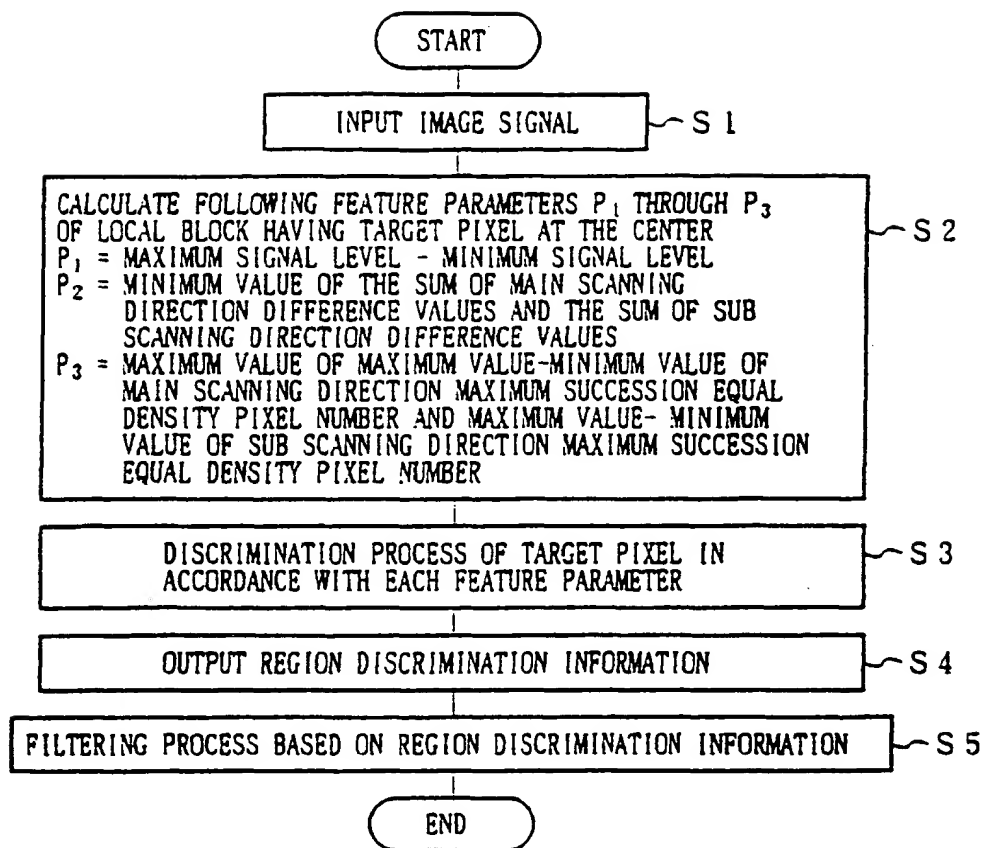 START
INPUT IMAGE SIGNAL
S 1
CALCULATE FOLLOWING FEATURE PARAMETERS P1 THROUGH P3
OF LOCAL BLOCK HAVING TARGET PIXEL AT THE CENTER
S 2
P1 = MAXIMUM SIGNAL LEVEL - MINIMUM SIGNAL LEVEL
P2 = MINIMUM VALUE OF THE SUM OF MAIN SCANNING
DIRECTION DIFFERENCE VALUES AND THE SUM OF SUB
SCANNING DIRECTION DIFFERENCE VALUES
P3 = MAXIMUM VALUE OF MAXIMUM VALUE-MINIMUM VALUE OF
MAIN SCANNING DIRECTION MAXIMUM SUCCESSION EQUAL
DENSITY PIXEL NUMBER AND MAXIMUM VALUE- MINIMUM
VALUE OF SUB SCANNING DIRECTION MAXIMUM SUCCESSION
EQUAL DENSITY PIXEL NUMBER
DISCRIMINATION PROCESS OF TARGET PIXEL IN
ACCORDANCE WITH EACH FEATURE PARAMETER
S 3
OUTPUT REGION DISCRIMINATION INFORMATION
S 4
FILTERING PROCESS BASED ON REGION DISCRIMINATION INFORMATION
S 5
END